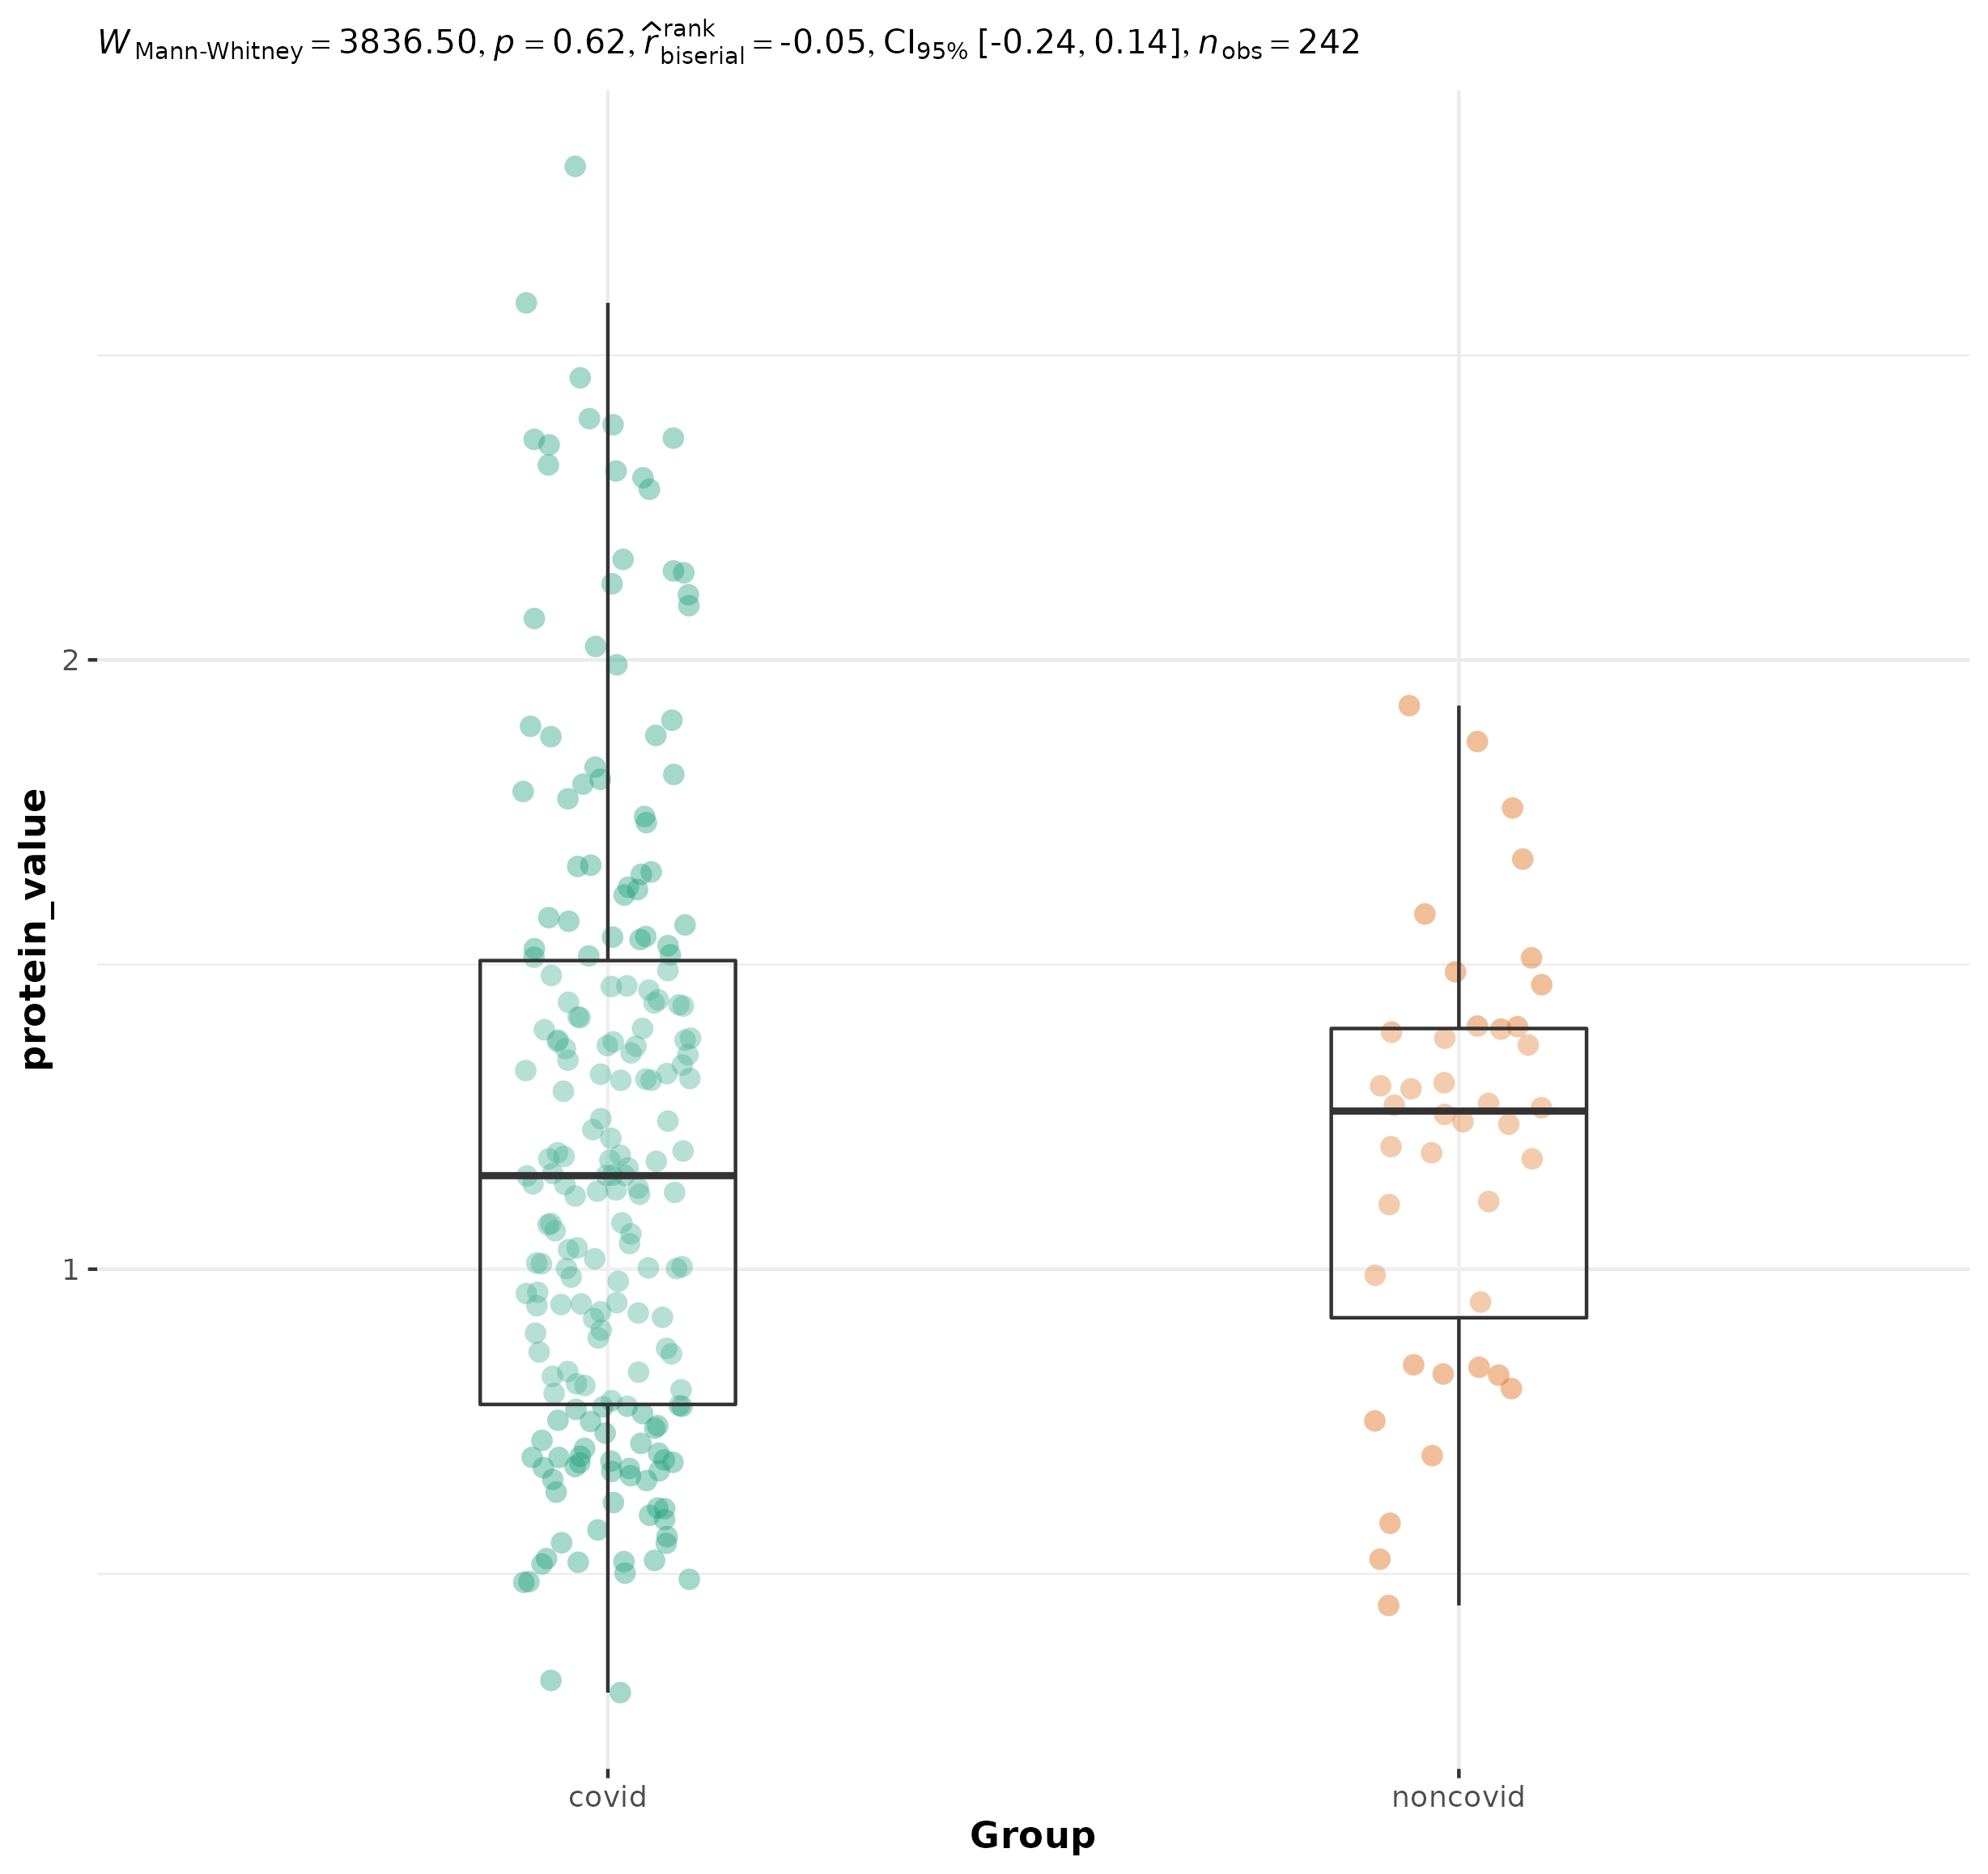 W Mann-Whitney = 3836.50, p = 0.62, r̂ rank biserial = -0.05, CI95% [-0.24, 0.14], nobs = 242
protein_value
2
1
covid noncovid
Group